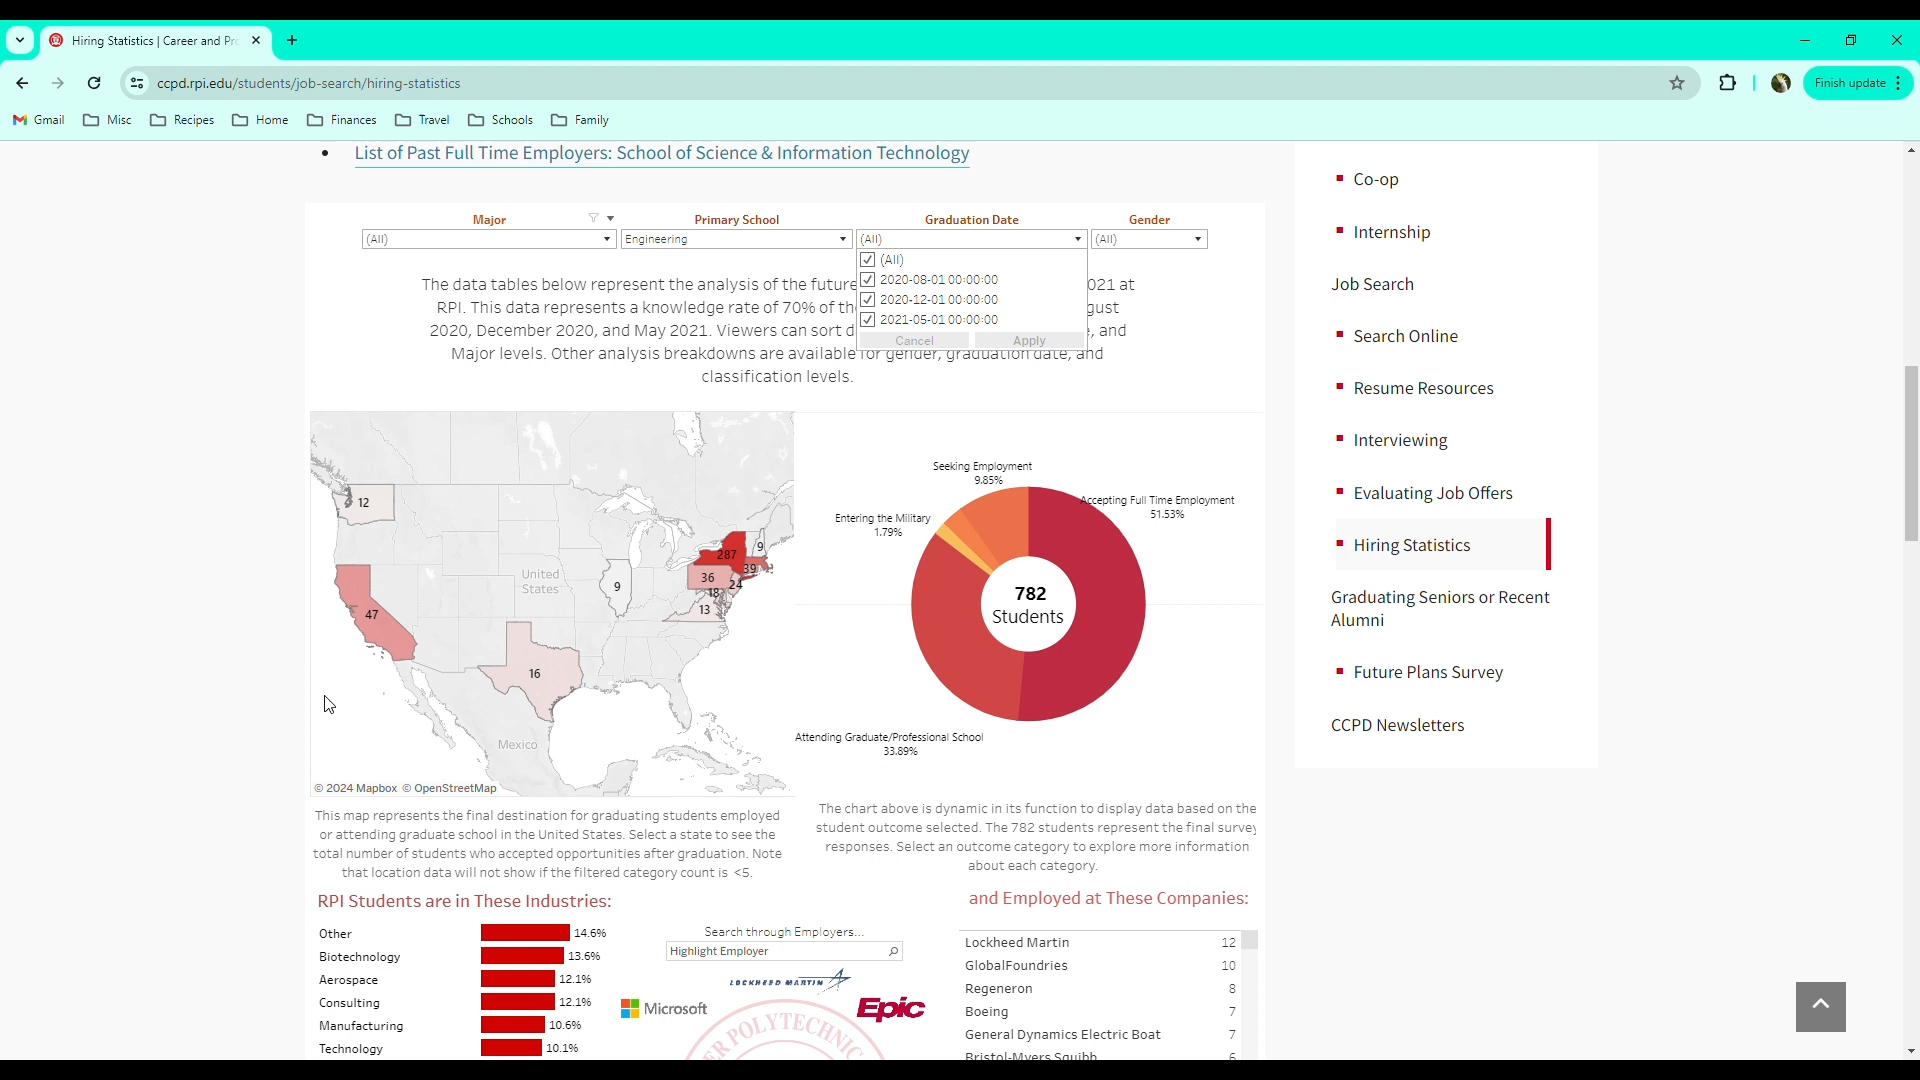 Hiring Statistics | Career and Pr
ccpd.rpi.edu/students/job-search/hiring-statistics
Finish update
Gmail
Misc
Recipes
Home
Finances
Travel
Schools
Family
List of Past Full Time Employers: School of Science & Information Technology
Major
Primary School
Graduation Date
Gender
(All)
Engineering
(All)
(All)
(All)
2020-08-01 00:00:00
2020-12-01 00:00:00
2021-05-01 00:00:00
Cancel
Apply
The data tables below represent the analysis of the future 021 at
RPI. This data represents a knowledge rate of 70% of th gust
2020, December 2020, and May 2021. Viewers can sort d , and
Major levels. Other analysis breakdowns are available for gender, graduation date, and
classification levels.
12
287
9
39
36
24
18
13
9
47
16
United
States
Mexico
© 2024 Mapbox © OpenStreetMap
Seeking Employment
9.85%
Accepting Full Time Employment
51.53%
Entering the Military
1.79%
782
Students
Attending Graduate/Professional School
33.89%
This map represents the final destination for graduating students employed
or attending graduate school in the United States. Select a state to see the
total number of students who accepted opportunities after graduation. Note
that location data will not show if the filtered category count is <5.
The chart above is dynamic in its function to display data based on the
student outcome selected. The 782 students represent the final survey
responses. Select an outcome category to explore more information
about each category.
RPI Students are in These Industries:
Other 14.6%
Biotechnology 13.6%
Aerospace 12.1%
Consulting 12.1%
Manufacturing 10.6%
Technology 10.1%
Search through Employers...
Highlight Employer
LOCKHEED MARTIN
Microsoft
Epic
ER POLYTECHNIC
and Employed at These Companies:
Lockheed Martin 12
GlobalFoundries 10
Regeneron 8
Boeing 7
General Dynamics Electric Boat 7
Bristol-Myers Squibb 6
Co-op
Internship
Job Search
Search Online
Resume Resources
Interviewing
Evaluating Job Offers
Hiring Statistics
Graduating Seniors or Recent
Alumni
Future Plans Survey
CCPD Newsletters